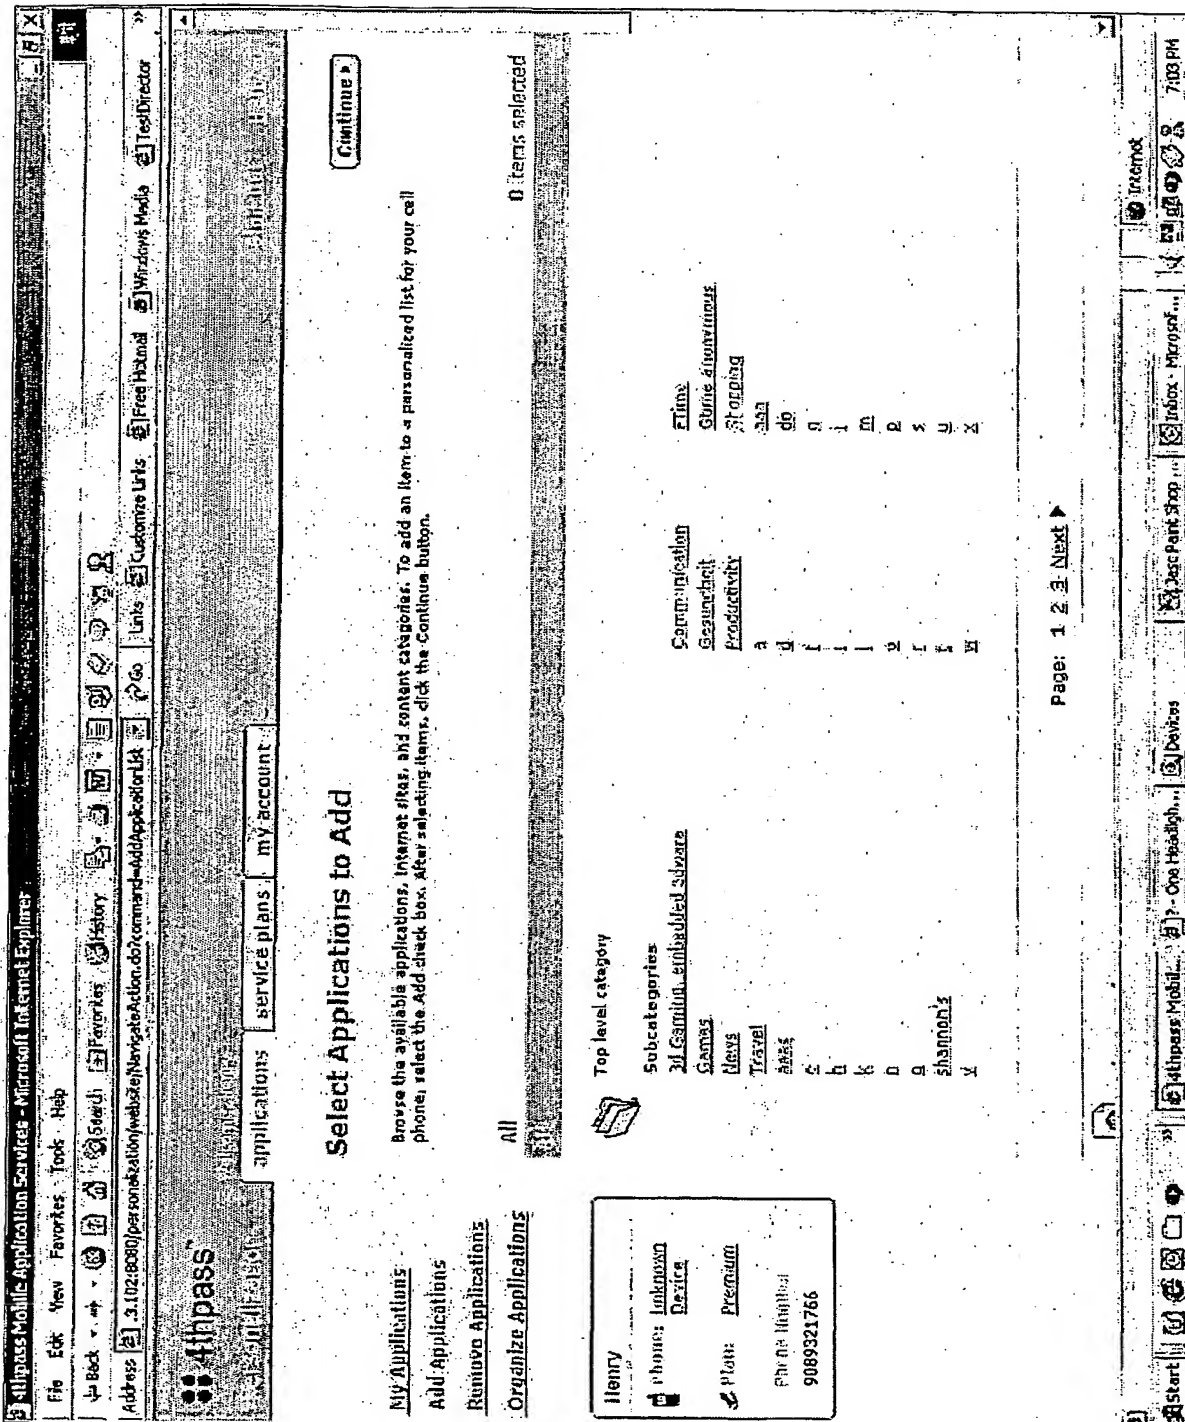 4thpass Mobile Application Services - Microsoft Internet Explorer
File Edit View Favorites Tools Help
Back Search Favorites History
Address .3.102:8080/personalization/website/NavigateAction.do?command=AddApplicationList Go Links Customize Links Free Hotmail Windows Media TestDirector
4thpass™
applications service plans my account
My Applications
Add Applications
Remove Applications
Organize Applications
Henry
Phone: Unknown Device
Plan: Premium
Phone Number
9089321766
Select Applications to Add
Continue
Browse the available applications, Internet sites, and content categories. To add an item to a personalized list for your cell
phone, select the Add check box. After selecting items, click the Continue button.
All 0 items selected
Top level category
Subcategories
3d Gaming, embedded adware Communication FTime
Games Gesundheit
News Productivity Shopping
Travel a aaa
aaas d do
c f g
h i j
k l m
n o p
q r s
shannon's t u
v w x
Page: 1 2 3 Next
Internet
Start 4thpass Mobil... ? - One Headligh... Devices Jasc Paint Shop ... Inbox - Microsof... 7:03 PM